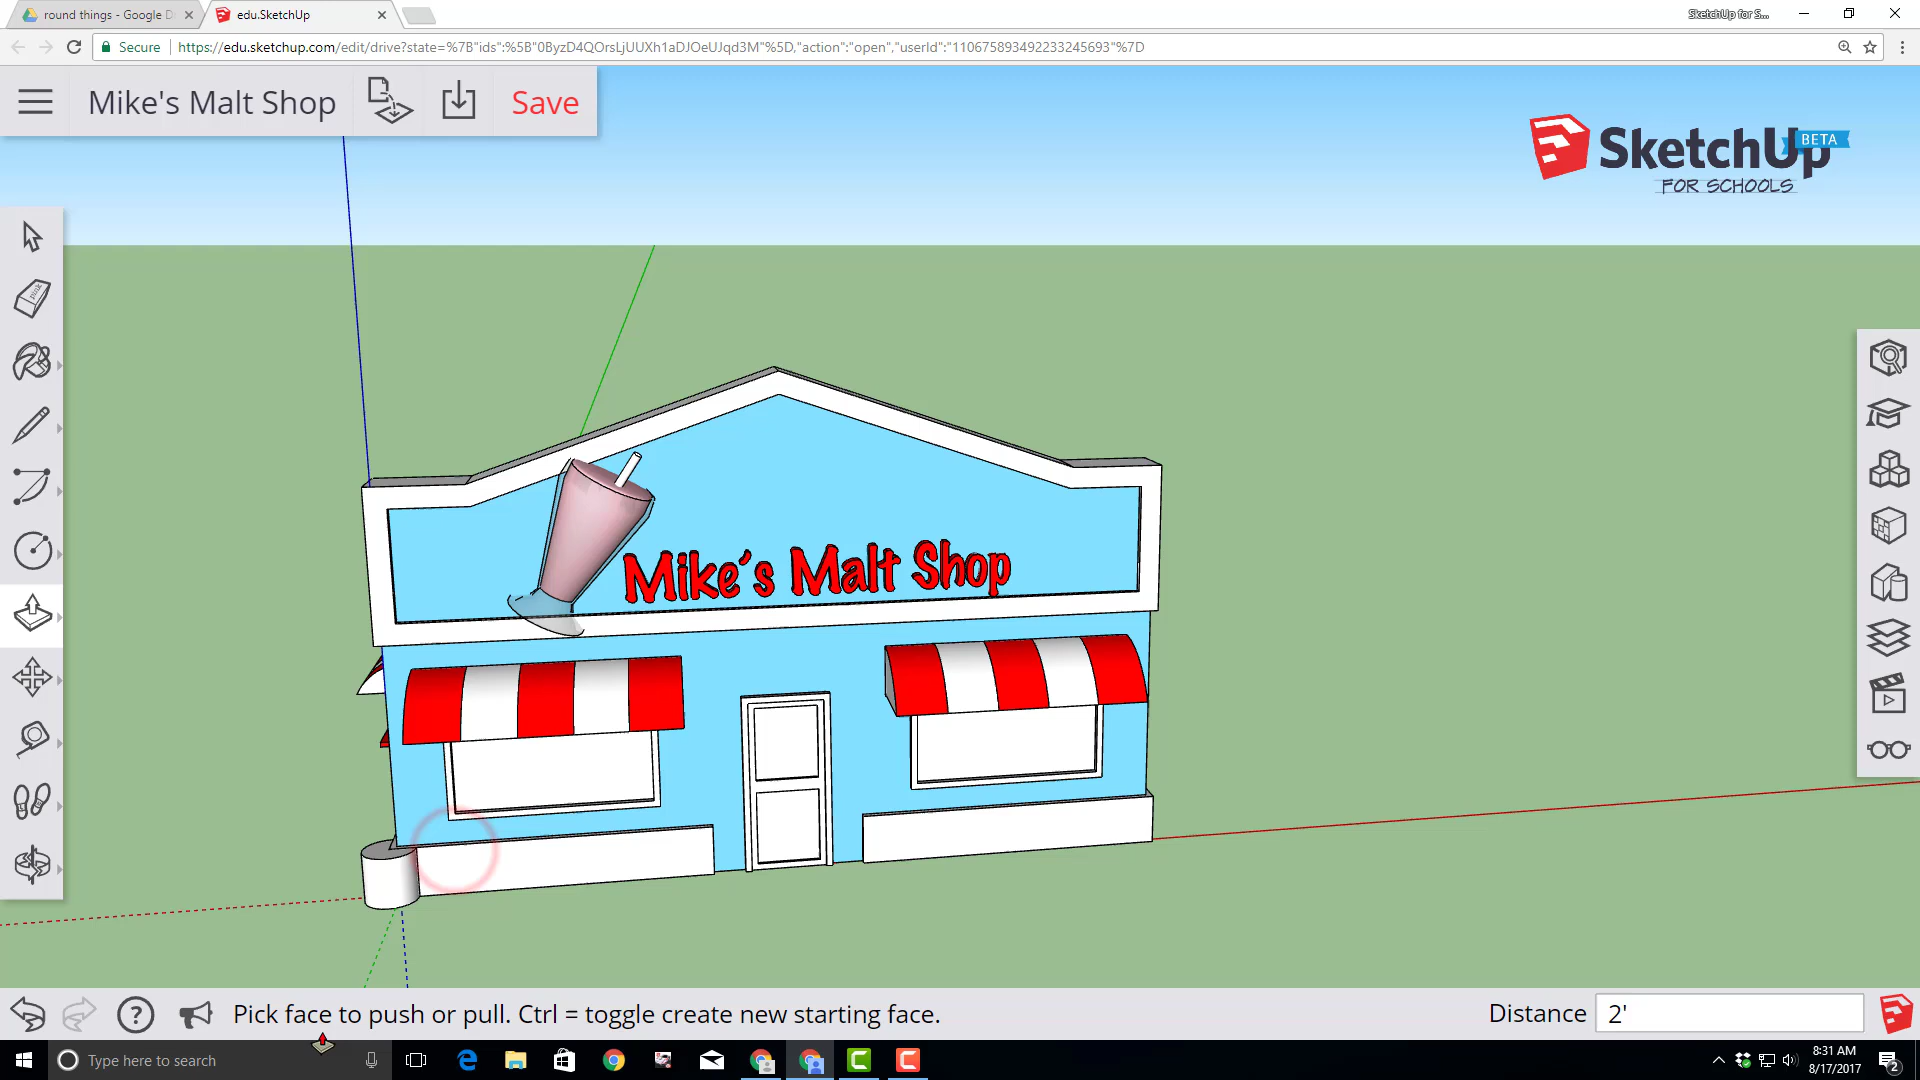 round things - Google D
edu.SketchUp
SketchUp for S...
Secure
https://edu.sketchup.com/edit/drive?state=%7B"ids":%5B"0ByzD4QOrsLjUUXh1aDJOeUJqd3M"%5D,"action":"open","userId":"110675893492233245693"%7D
Mike's Malt Shop
Save
SketchUp
BETA
FOR SCHOOLS
Mike's Malt Shop
Pick face to push or pull. Ctrl = toggle create new starting face.
Distance
2'
Type here to search
8:31 AM
8/17/2017
2